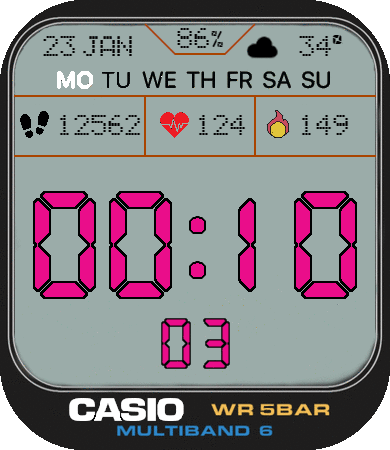 23 JAN 86% 34°
MO TU WE TH FR SA SU
12562 124 149
00:10
03
CASIO WR 5BAR
MULTIBAND 6